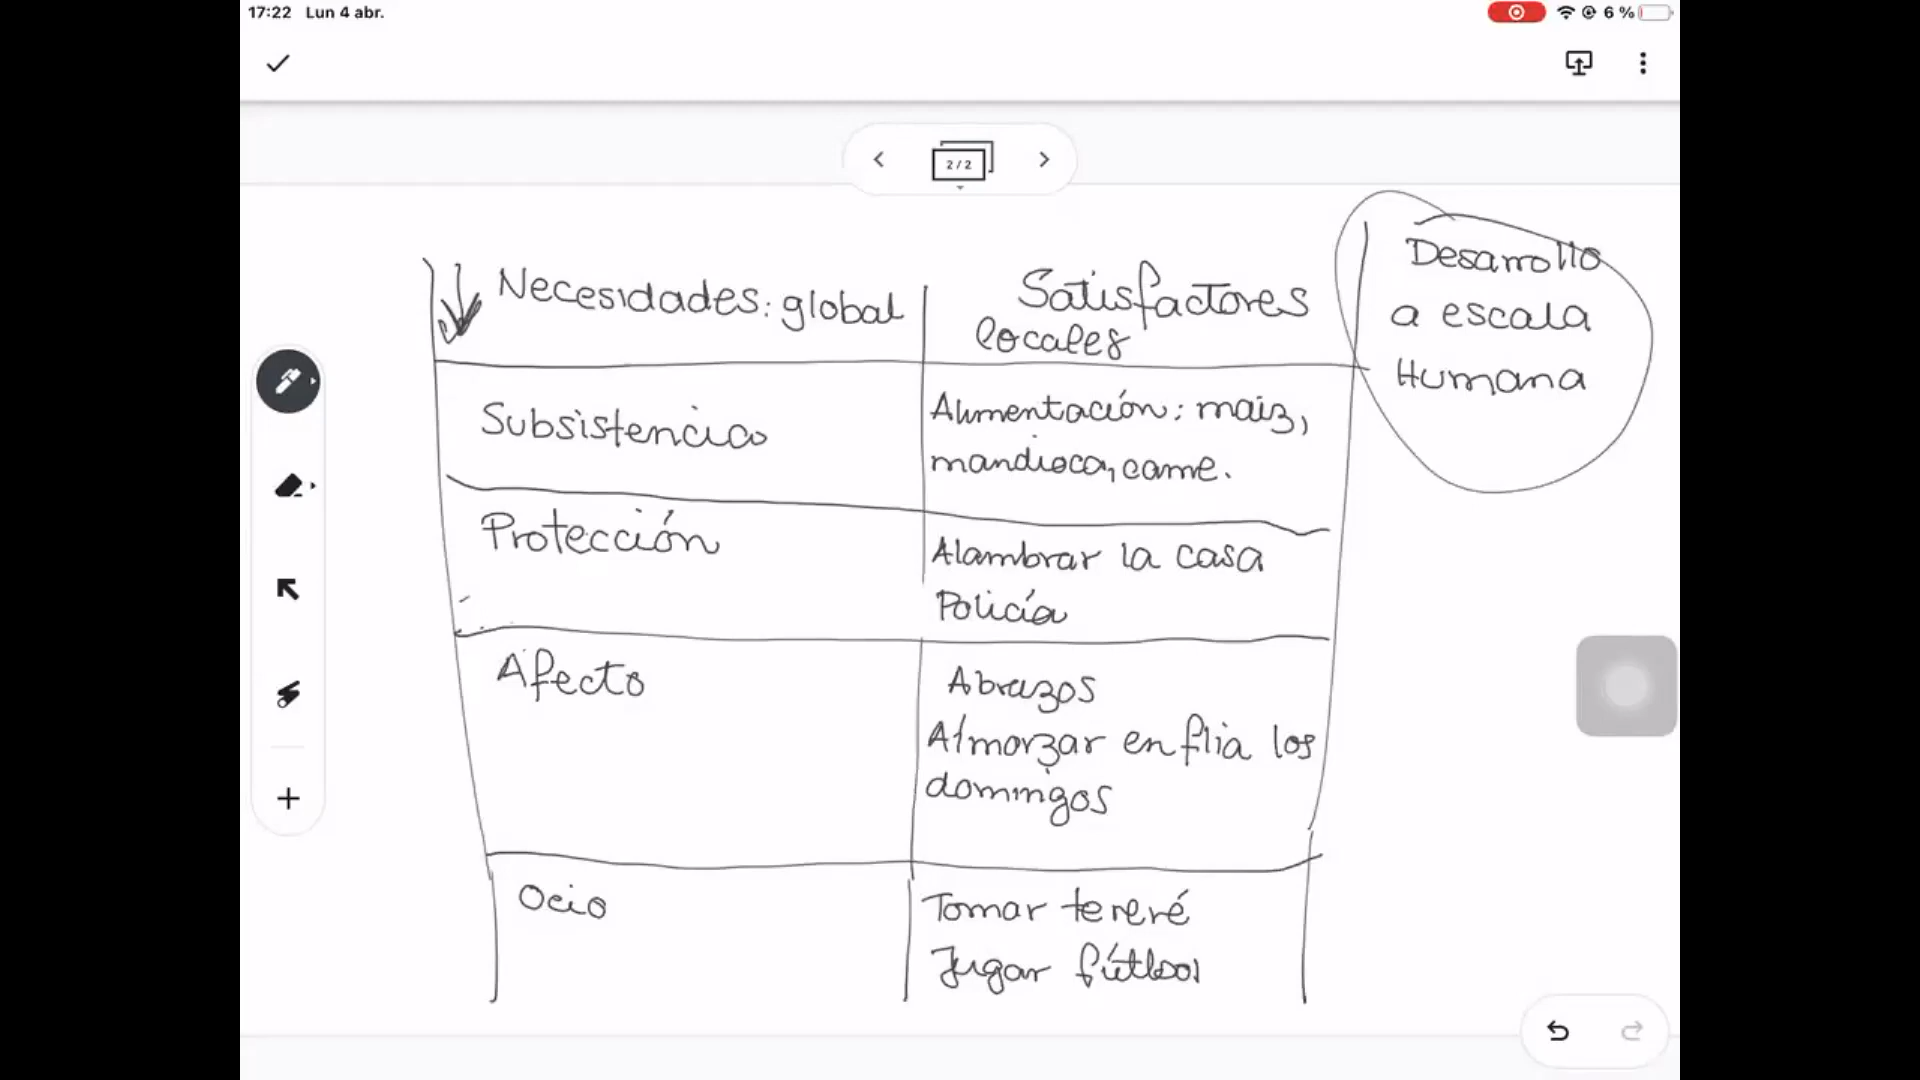 17:22 Lun 4 abr.
6 %
2 / 2
Necesidades: global
Satisfactores
locales
Desarrollo
a escala
Humana
Subsistencia
Alimentación: maiz,
mandioca, carne.
Protección
Alambrar la casa
Policía
Afecto
Abrazos
Almorzar en flia los
domingos
Ocio
Tomar tereré
Jugar fútbol